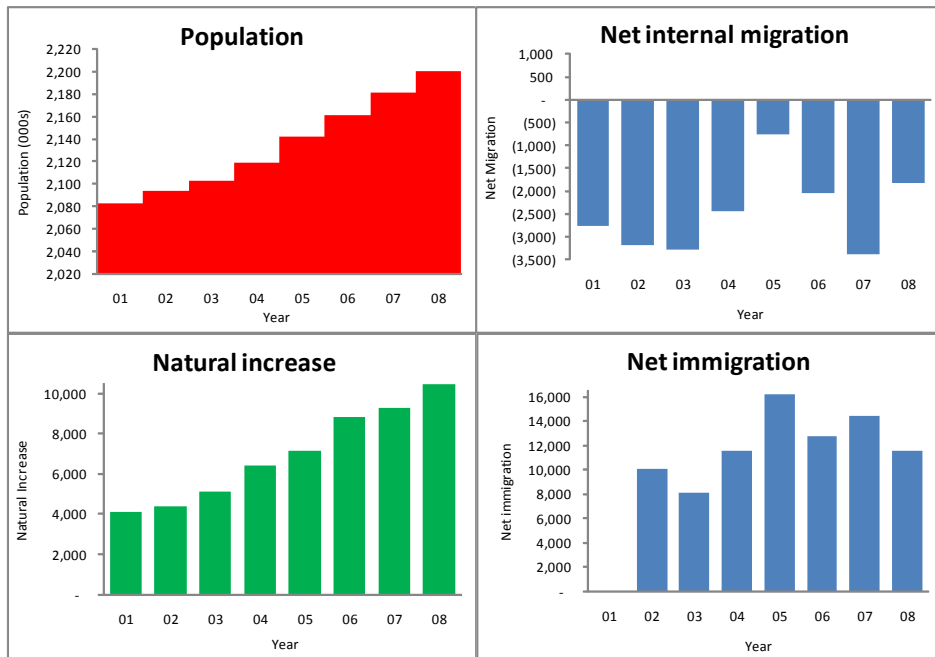 Population
Population (000s)
2,220
2,200
2,180
2,160
2,140
2,120
2,100
2,080
2,060
2,040
2,020
01 02 03 04 05 06 07 08
Year
Net internal migration
Net Migration
1,000
500
-
(500)
(1,000)
(1,500)
(2,000)
(2,500)
(3,000)
(3,500)
01 02 03 04 05 06 07 08
Year
Natural increase
Natural Increase
10,000
8,000
6,000
4,000
2,000
-
01 02 03 04 05 06 07 08
Year
Net immigration
Net immigration
16,000
14,000
12,000
10,000
8,000
6,000
4,000
2,000
-
01 02 03 04 05 06 07 08
Year